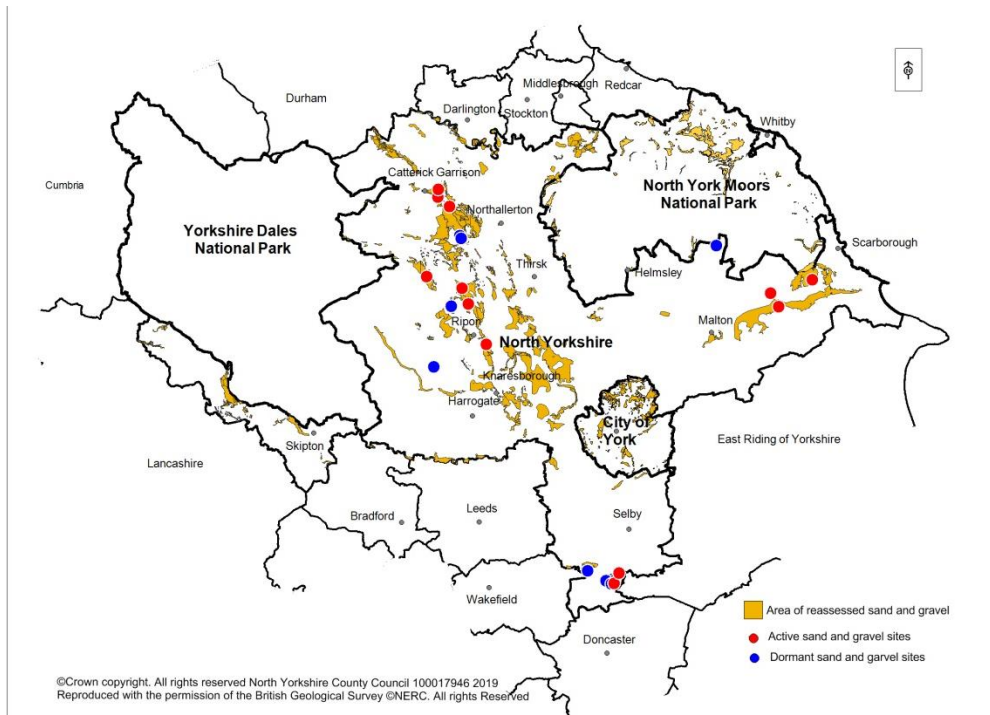 Middlesbrough
Redcar
Durham
Darlington
Stockton
Whitby
Catterick Garrison
Cumbria
North York Moors
National Park
Northallerton
Yorkshire Dales
National Park
Scarborough
Thirsk
Helmsley
Ripon
Malton
North Yorkshire
Knaresborough
Harrogate
City of
York
East Riding of Yorkshire
Skipton
Lancashire
Leeds
Bradford
Selby
Wakefield
Doncaster
Area of reassessed sand and gravel
Active sand and gravel sites
Dormant sand and garvel sites
©Crown copyright. All rights reserved North Yorkshire County Council 100017946 2019
Reproduced with the permission of the British Geological Survey ©NERC. All rights Reserved